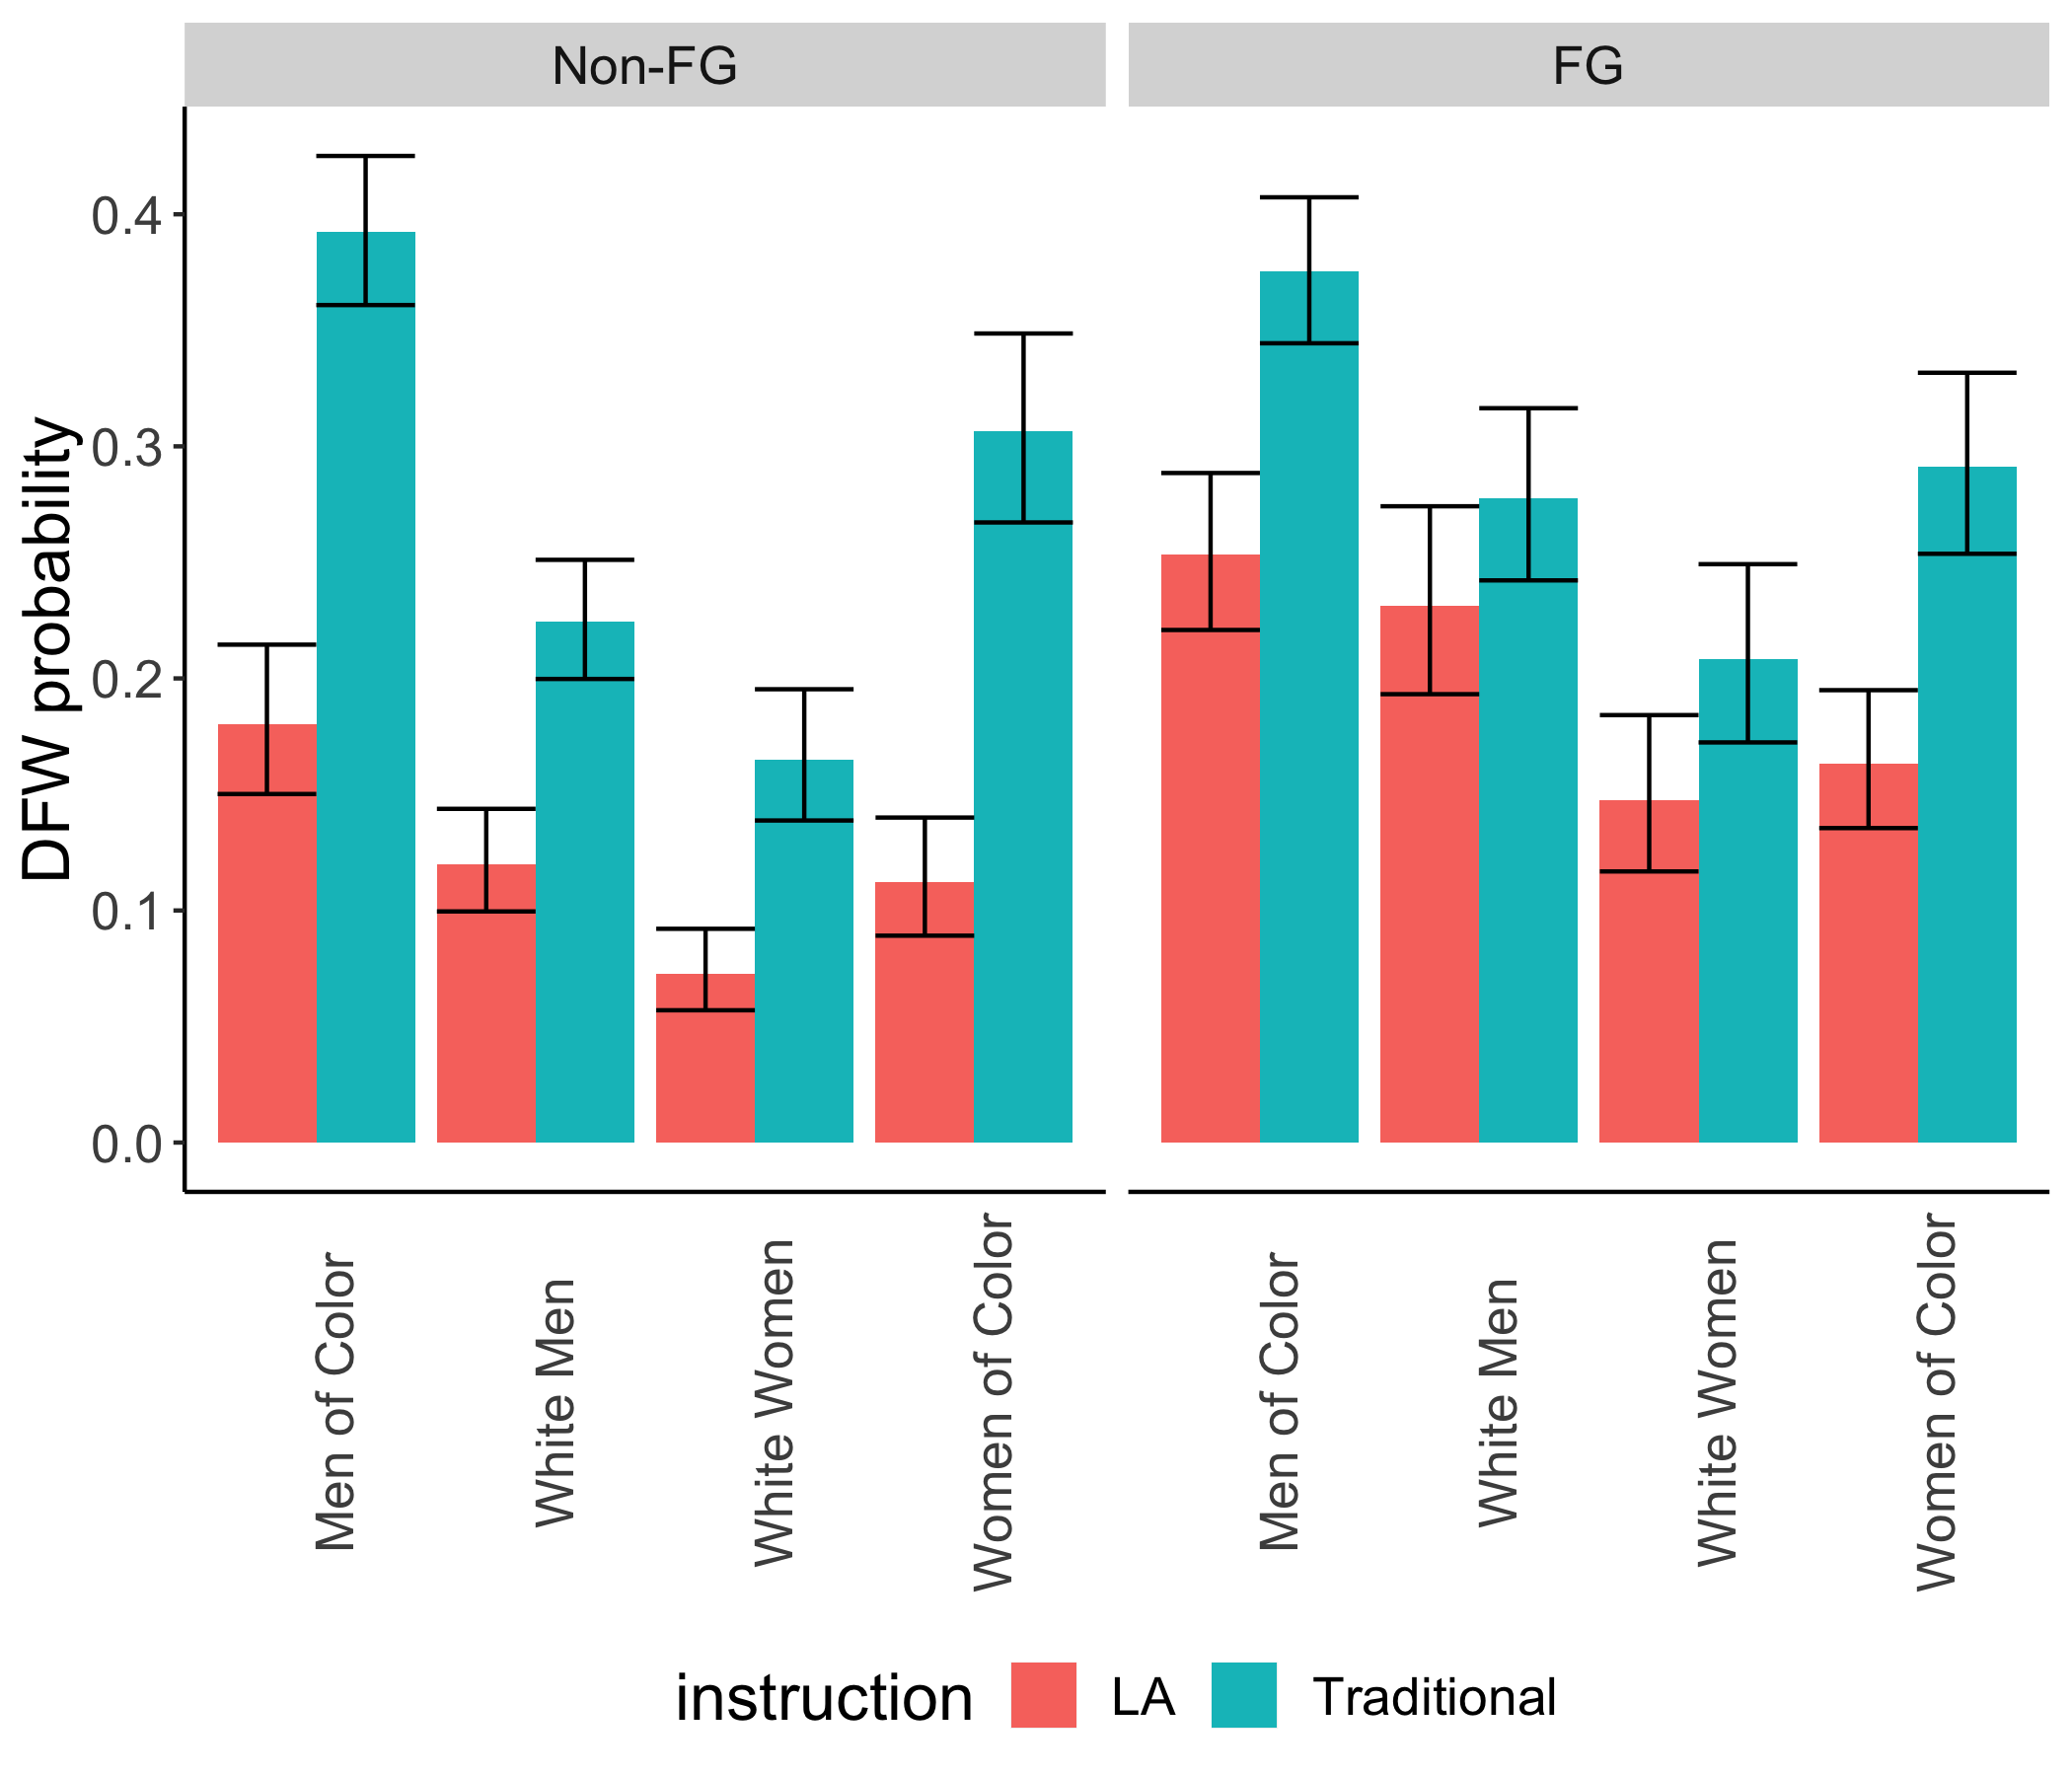 Non-FG FG
DFW probability
0.4
0.3
0.2
0.1
0.0
Men of Color
White Men
White Women
Women of Color
Men of Color
White Men
White Women
Women of Color
instruction LA Traditional